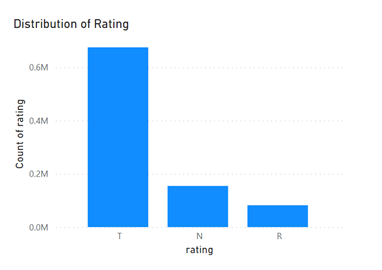 Distribution of Rating
Count of rating
0.6M
0.4M
0.2M
0.0M
T N R
rating